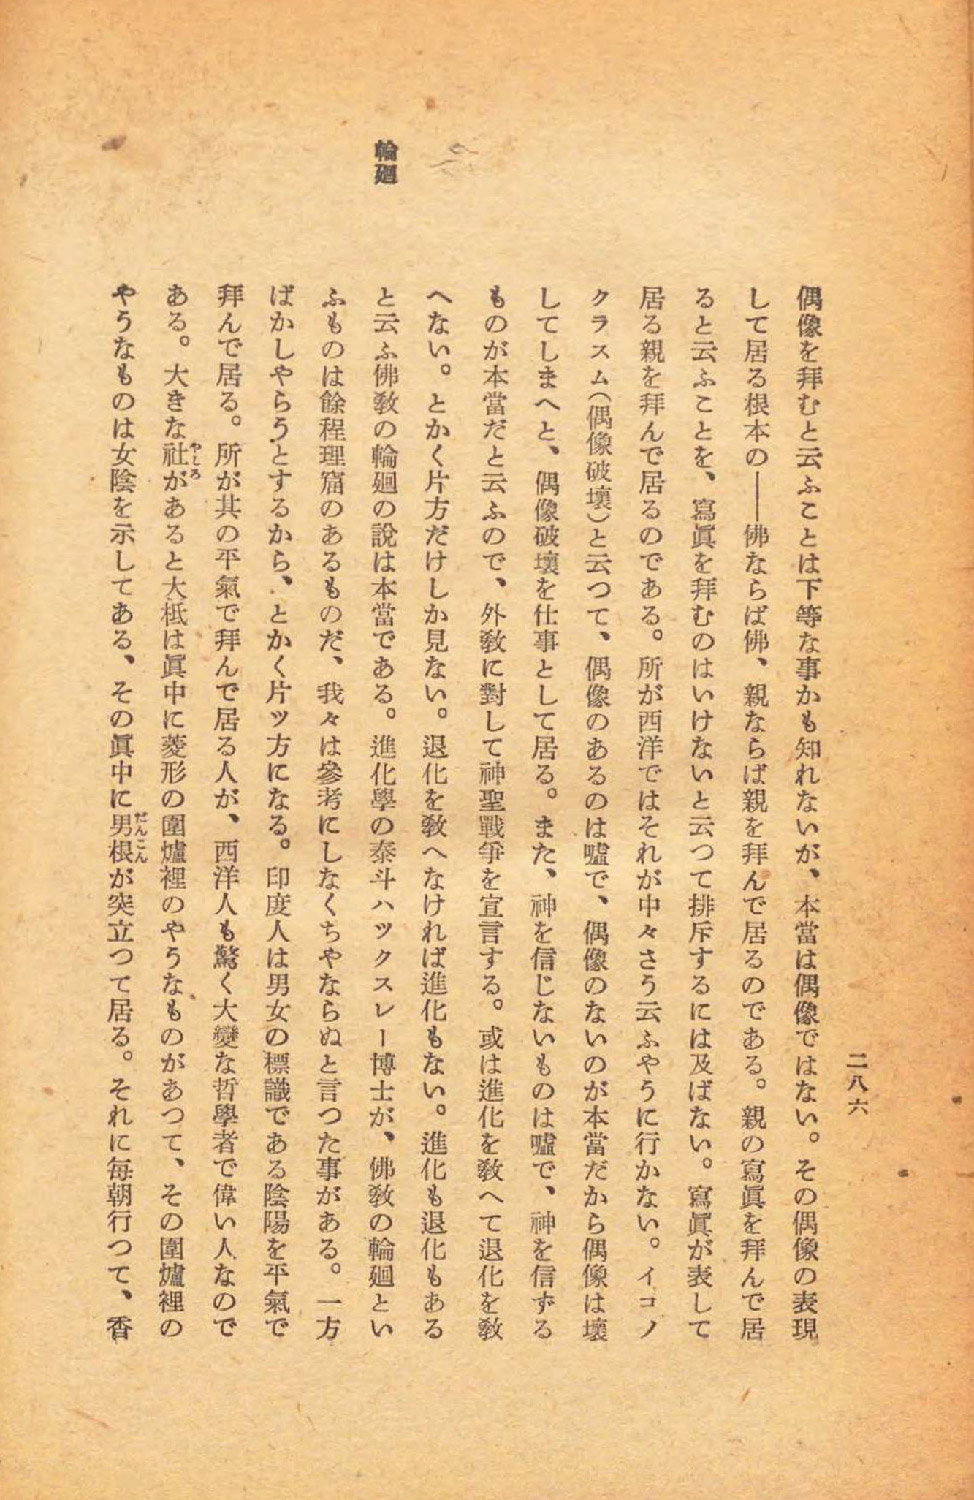 二八六
偶像を拜むと云ふことは下等な事かも知れないが、本當は偶像ではない。その偶像の表現
して居る根本の――佛ならば佛、親ならば親を拜んで居るのである。親の寫眞を拜んで居
ると云ふことを、寫眞を拜むのはいけないと云つて排斥するには及ばない。寫眞が表して
居る親を拜んで居るのである。所が西洋ではそれが中々さう云ふやうに行かない。イコノ
クラスム(偶像破壞)と云つて、偶像のあるのは嘘で、偶像のないのが本當だから偶像は壞
してしまへと、偶像破壞を仕事として居る。また、神を信じないものは嘘で、神を信ずる
ものが本當だと云ふので、外敎に對して神聖戰爭を宣言する。或は進化を敎へて退化を敎
へない。とかく片方だけしか見ない。退化を敎へなければ進化もない。進化も退化もある
輪廻
と云ふ佛敎の輪廻の說は本當である。進化學の泰斗ハックスレー博士が、佛敎の輪廻とい
ふものは餘程理窟のあるものだ、我々は參考にしなくちやならぬと言つた事がある。一方
ばかしやらうとするから、とかく片ッ方になる。印度人は男女の標識である陰陽を平氣で
拜んで居る。所が其の平氣で拜んで居る人が、西洋人も驚く大變な哲學者で偉い人なので
ある。大きな社があると大柢は眞中に菱形の圍爐裡のやうなものがあつて、その圍爐裡の
やしろ
やうなものは女陰を示してある、その眞中に男根が突立つて居る。それに每朝行つて、香
だんこん